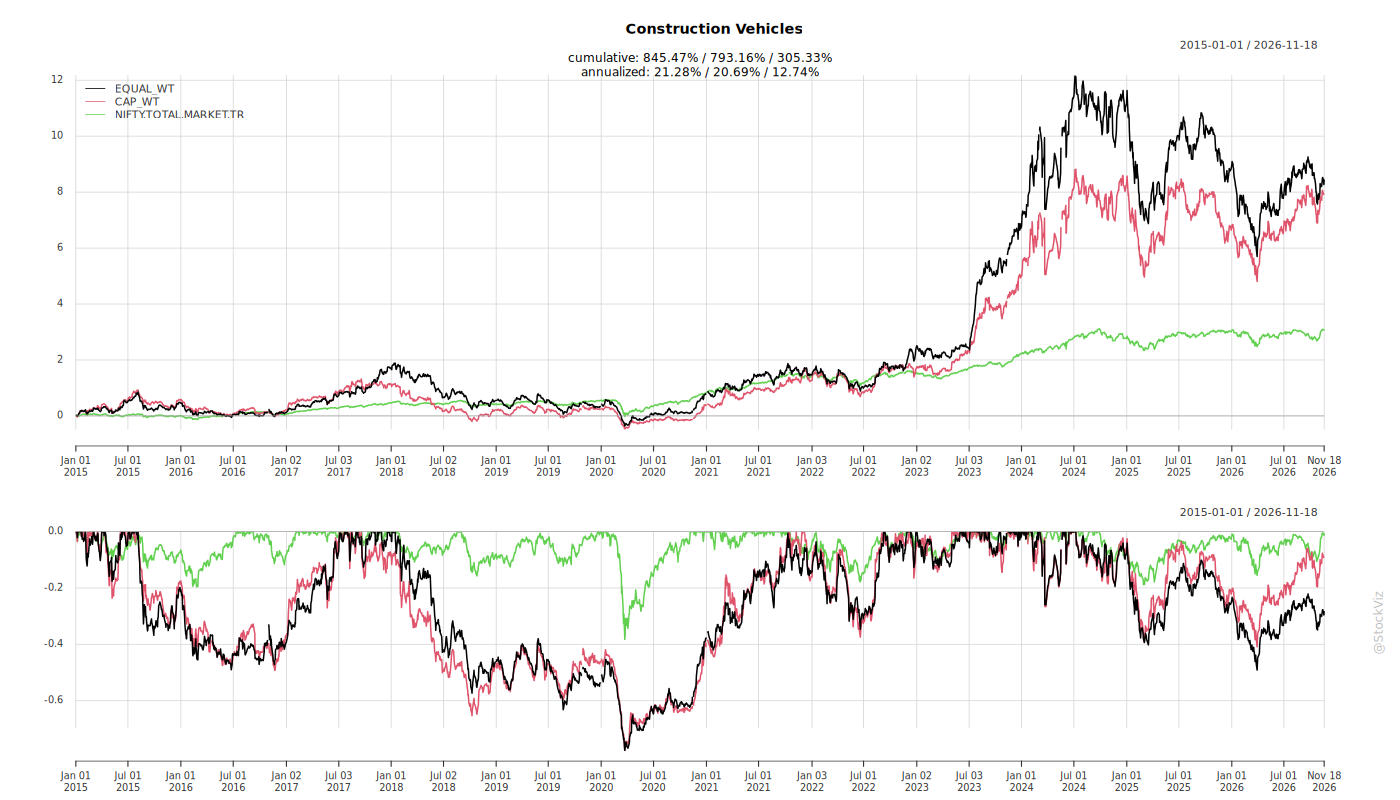 Construction Vehicles
2015-01-01 / 2026-11-18
cumulative: 845.47% / 793.16% / 305.33%
annualized: 21.28% / 20.69% / 12.74%
EQUAL_WT
CAP_WT
NIFTY.TOTAL.MARKET.TR
12
10
8
6
4
2
0
Jan 01 Jul 01 Jan 01 Jul 01 Jan 02 Jul 03 Jan 01 Jul 02 Jan 01 Jul 01 Jan 01 Jul 01 Jan 01 Jul 01 Jan 03 Jul 01 Jan 02 Jul 03 Jan 01 Jul 01 Jan 01 Jul 01 Jan 01 Jul 01 Nov 18
2015 2015 2016 2016 2017 2017 2018 2018 2019 2019 2020 2020 2021 2021 2022 2022 2023 2023 2024 2024 2025 2025 2026 2026 2026
2015-01-01 / 2026-11-18
0.0
-0.2
-0.4
-0.6
Jan 01 Jul 01 Jan 01 Jul 01 Jan 02 Jul 03 Jan 01 Jul 02 Jan 01 Jul 01 Jan 01 Jul 01 Jan 01 Jul 01 Jan 03 Jul 01 Jan 02 Jul 03 Jan 01 Jul 01 Jan 01 Jul 01 Jan 01 Jul 01 Nov 18
2015 2015 2016 2016 2017 2017 2018 2018 2019 2019 2020 2020 2021 2021 2022 2022 2023 2023 2024 2024 2025 2025 2026 2026 2026
@StockViz